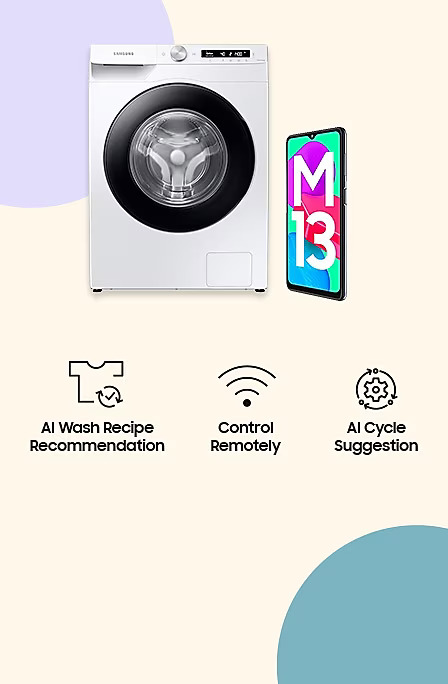 SAMSUNG
M
13
AI Wash Recipe
Recommendation
Control
Remotely
AI Cycle
Suggestion